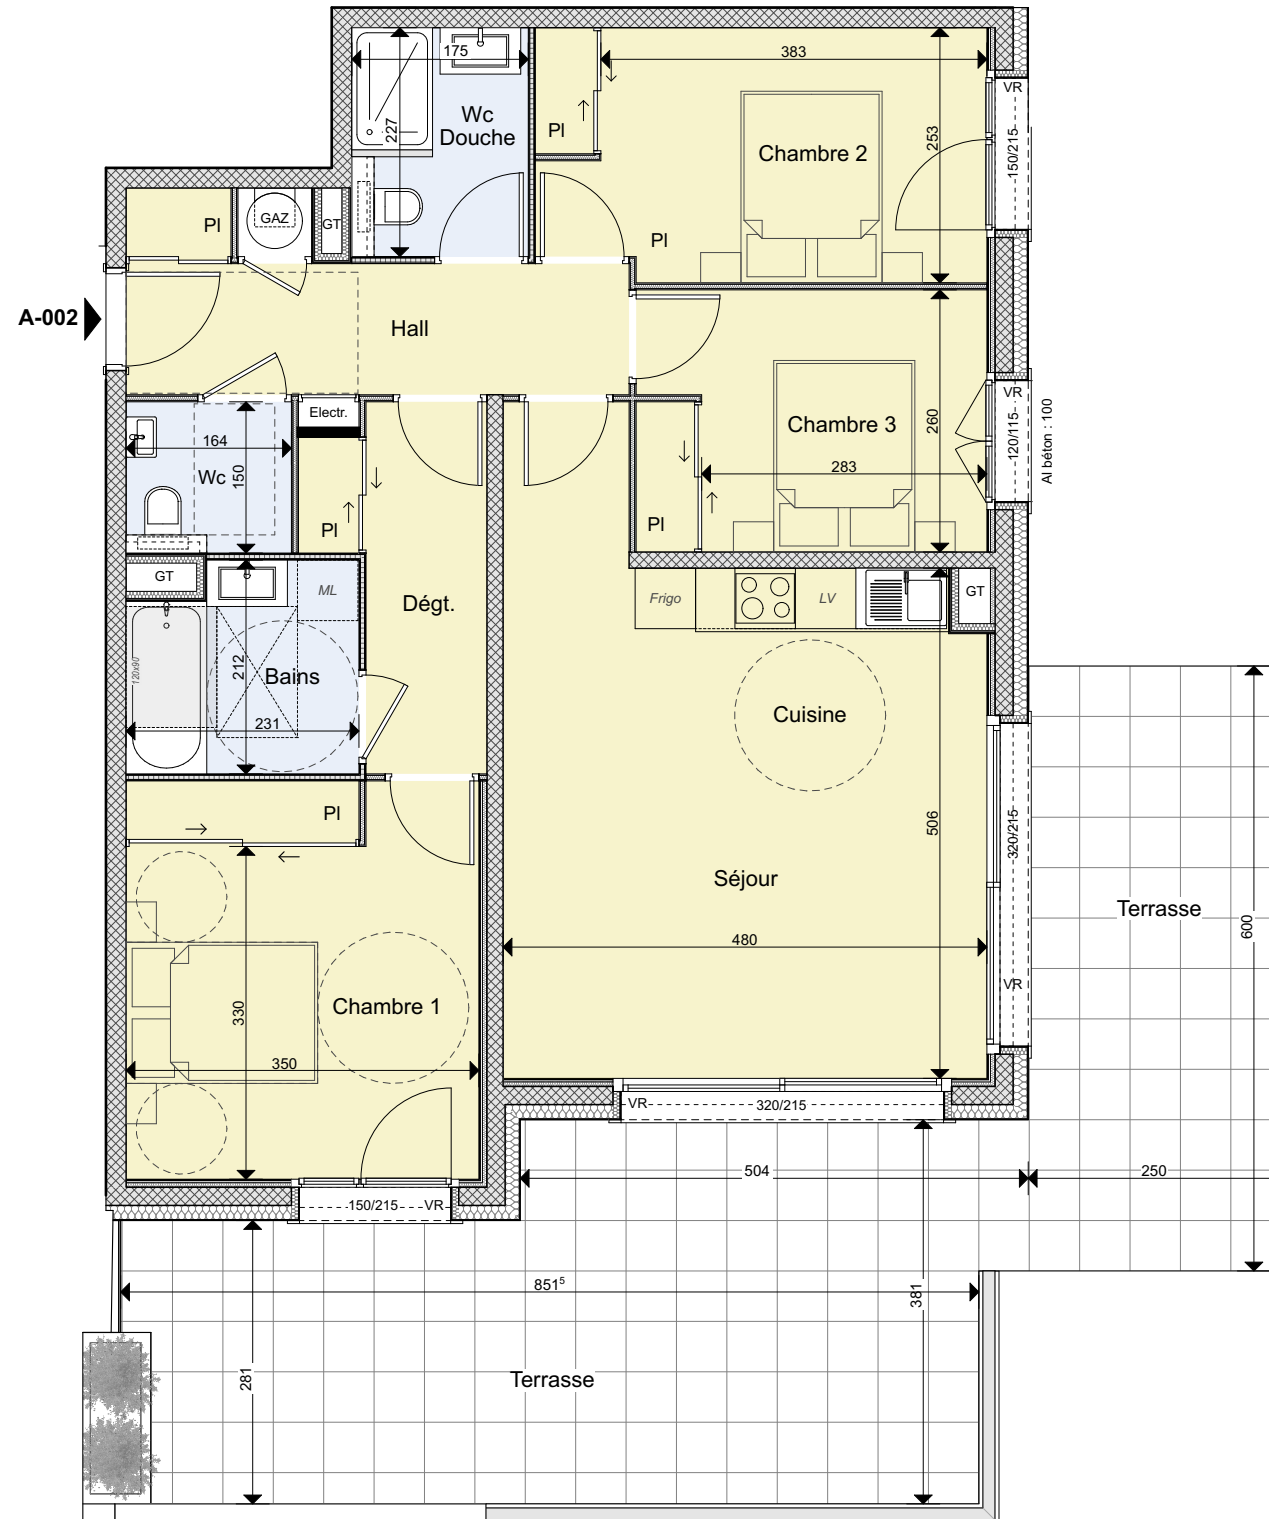 175
383
VR
Wc
Douche
Pl
227
253
150/215
Chambre 2
Pl
GAZ
GT
Pl
A-002
Hall
VR
120/115
Al béton : 100
Electr.
164
Wc
150
Chambre 3
260
283
Pl
Pl
GT
ML
Dégt.
Frigo
LV
GT
120x90
212
Bains
231
Cuisine
Pl
506
320/215
Séjour
Terrasse
600
480
VR
Chambre 1
330
350
VR
320/215
504
250
150/215
VR
851⁵
381
281
Terrasse